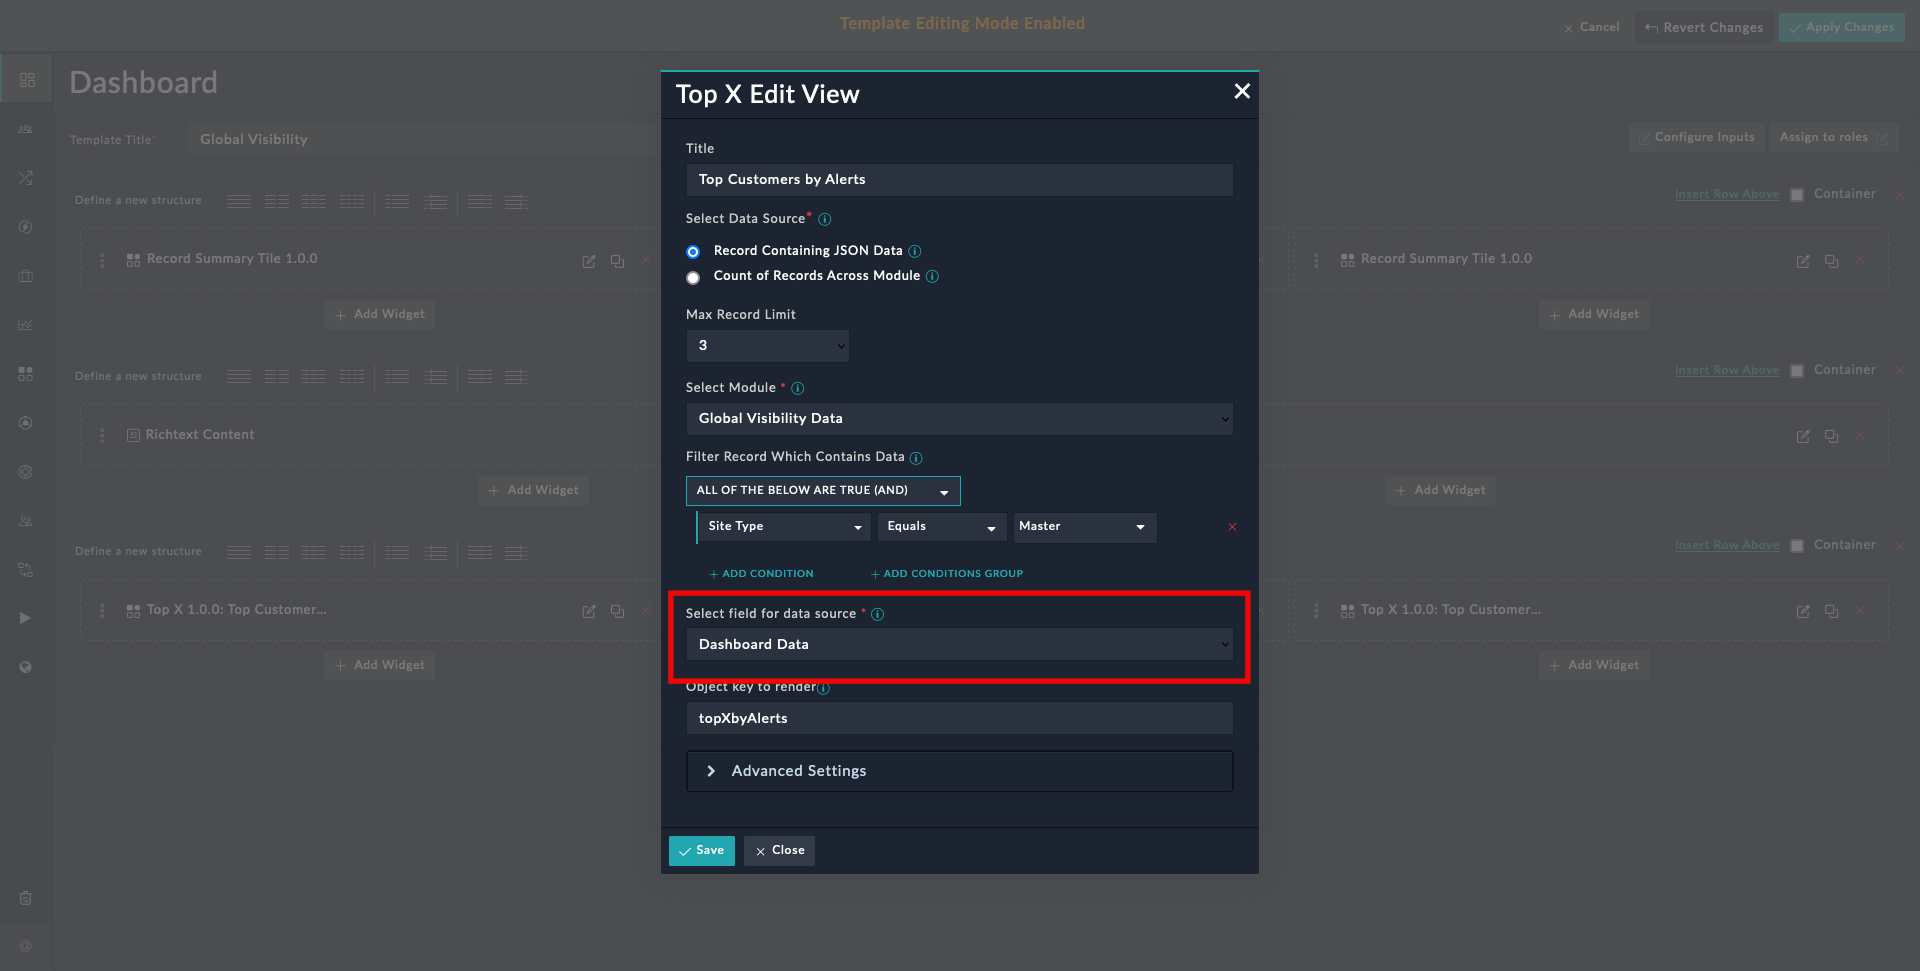 Template Editing Mode Enabled
Cancel
Revert Changes
Apply Changes
Dashboard
Template Title*
Global Visibility
Configure Inputs
Assign to roles
Define a new structure
Insert Row Above
Container
Record Summary Tile 1.0.0
Record Summary Tile 1.0.0
+ Add Widget
+ Add Widget
Define a new structure
Insert Row Above
Container
Richtext Content
+ Add Widget
+ Add Widget
Define a new structure
Insert Row Above
Container
Top X 1.0.0: Top Customer...
Top X 1.0.0: Top Customer...
+ Add Widget
+ Add Widget
Top X Edit View
Title
Top Customers by Alerts
Select Data Source*
Record Containing JSON Data
Count of Records Across Module
Max Record Limit
3
Select Module *
Global Visibility Data
Filter Record Which Contains Data
ALL OF THE BELOW ARE TRUE (AND)
Site Type
Equals
Master
+ ADD CONDITION
+ ADD CONDITIONS GROUP
Select field for data source *
Dashboard Data
Object key to render
topXbyAlerts
Advanced Settings
Save
Close